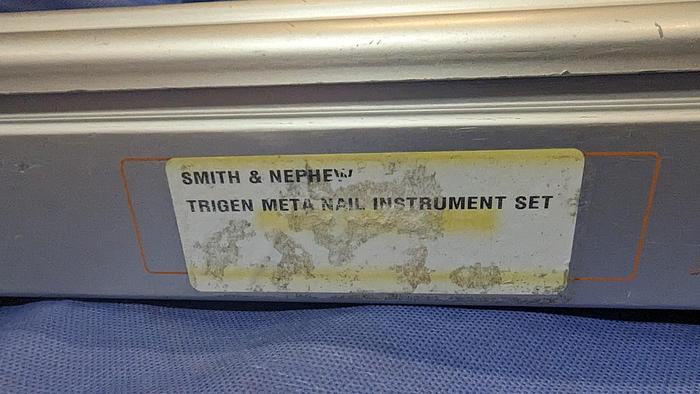 SMITH & NEPHEW
TRIGEN META NAIL INSTRUMENT SET